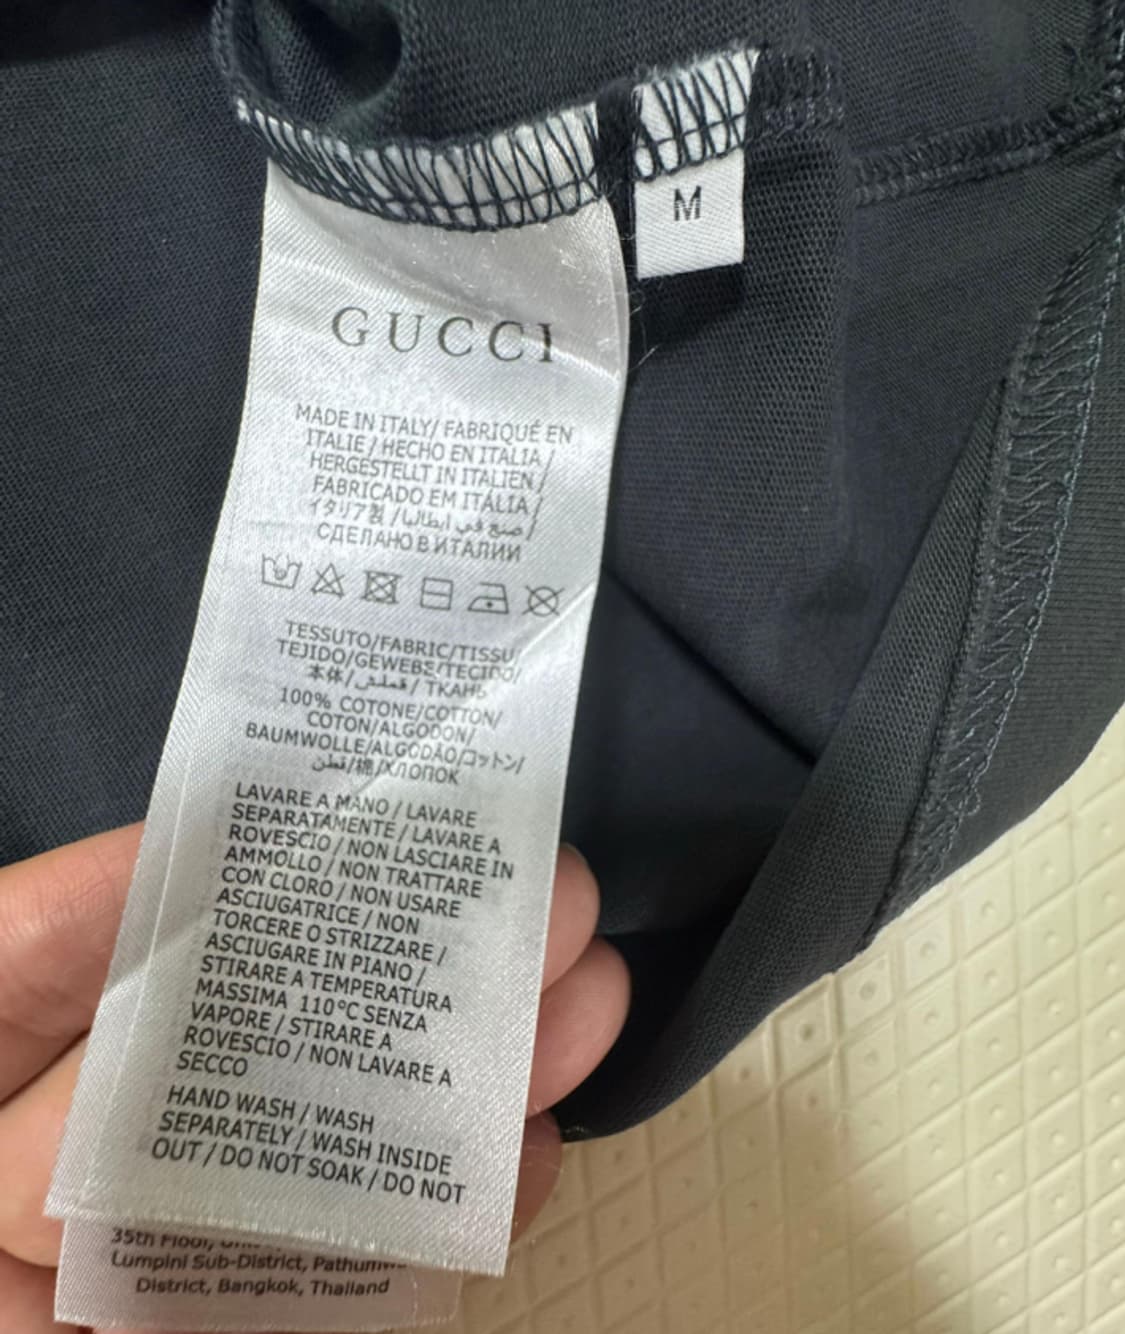 M
GUCCI
MADE IN ITALY/ FABRIQUÉ EN
ITALIE / HECHO EN ITALIA /
HERGESTELLT IN ITALIEN /
FABRICADO EM ITÁLIA /
イタリア製 /صنع في إيطاليا /
СДЕЛАНО В ИТАЛИИ
TESSUTO/FABRIC/TISSU/
TEJIDO/GEWEBE/TECIDO/
本体/قماش/ ТКАНЬ
100% COTONE/COTTON/
COTON/ALGODON/
BAUMWOLLE/ALGODÃO/コットン/
قطن/棉/ХЛОПОК
LAVARE A MANO / LAVARE
SEPARATAMENTE / LAVARE A
ROVESCIO / NON LASCIARE IN
AMMOLLO / NON TRATTARE
CON CLORO / NON USARE
ASCIUGATRICE / NON
TORCERE O STRIZZARE /
ASCIUGARE IN PIANO /
STIRARE A TEMPERATURA
MASSIMA 110°C SENZA
VAPORE / STIRARE A
ROVESCIO / NON LAVARE A
SECCO
HAND WASH / WASH
SEPARATELY / WASH INSIDE
OUT / DO NOT SOAK / DO NOT
35th Floor,
Lumpini Sub-District,
District, Bangkok, Thailand